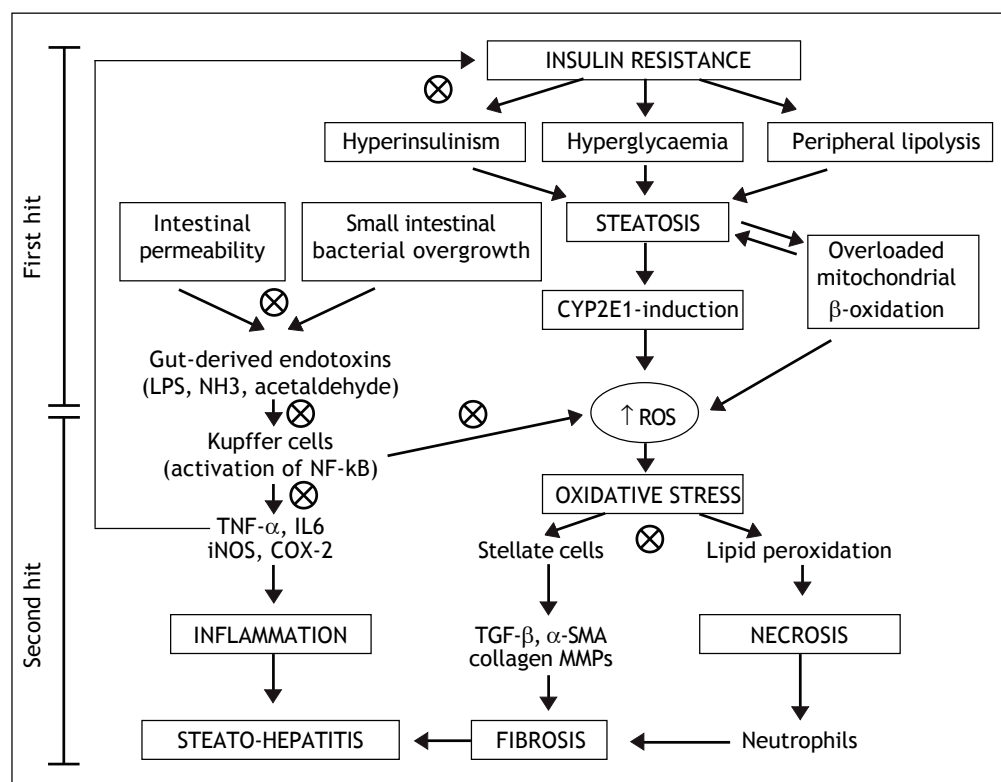 INSULIN RESISTANCE
Hyperinsulinism
Hyperglycaemia
Peripheral lipolysis
First hit
Intestinal
permeability
Small intestinal
bacterial overgrowth
STEATOSIS
Overloaded
mitochondrial
β-oxidation
CYP2E1-induction
Gut-derived endotoxins
(LPS, NH3, acetaldehyde)
↑ ROS
Kupffer cells
(activation of NF-kB)
OXIDATIVE STRESS
Second hit
TNF-α, IL6
iNOS, COX-2
Stellate cells
Lipid peroxidation
INFLAMMATION
TGF-β, α-SMA
collagen MMPs
NECROSIS
STEATO-HEPATITIS
FIBROSIS
Neutrophils